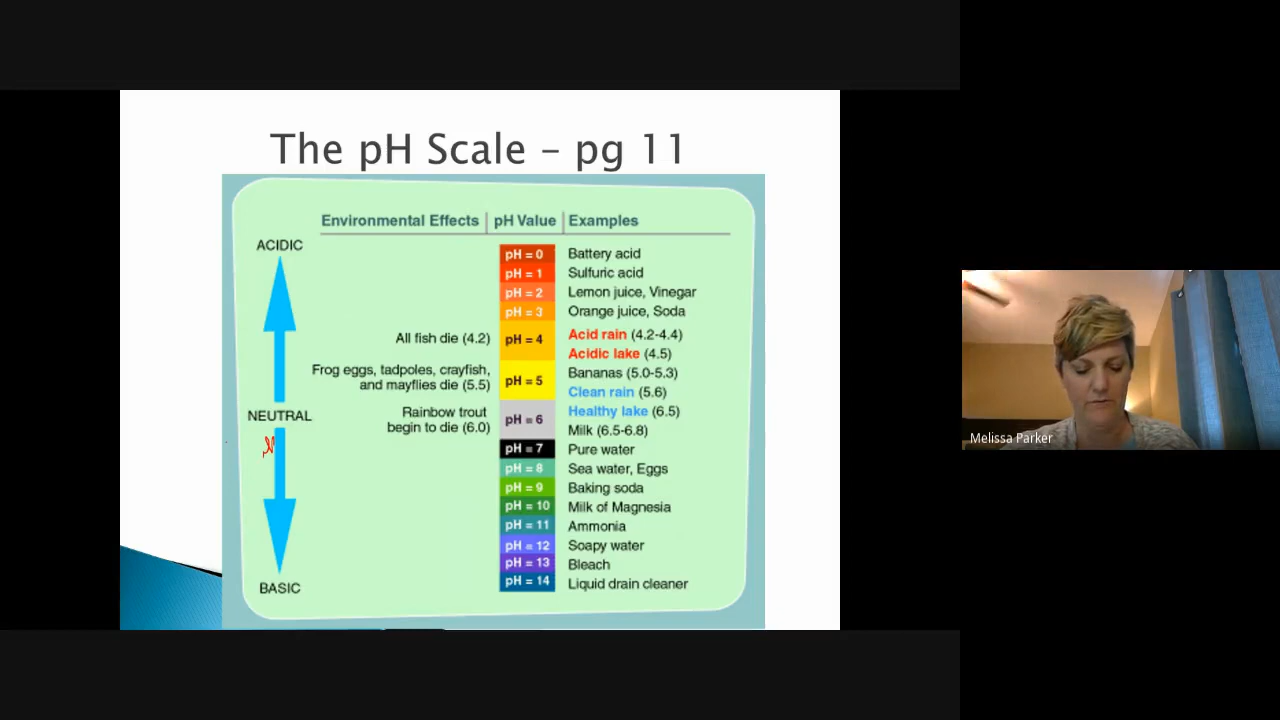 The pH Scale – pg 11
Environmental Effects | pH Value | Examples
ACIDIC
pH = 0 Battery acid
pH = 1 Sulfuric acid
pH = 2 Lemon juice, Vinegar
pH = 3 Orange juice, Soda
All fish die (4.2) pH = 4 Acid rain (4.2-4.4)
Acidic lake (4.5)
Frog eggs, tadpoles, crayfish,
and mayflies die (5.5) pH = 5 Bananas (5.0-5.3)
Clean rain (5.6)
NEUTRAL
Rainbow trout
begin to die (6.0) pH = 6 Healthy lake (6.5)
Milk (6.5-6.8)
pH = 7 Pure water
pH = 8 Sea water, Eggs
pH = 9 Baking soda
pH = 10 Milk of Magnesia
pH = 11 Ammonia
pH = 12 Soapy water
pH = 13 Bleach
pH = 14 Liquid drain cleaner
BASIC
Melissa Parker